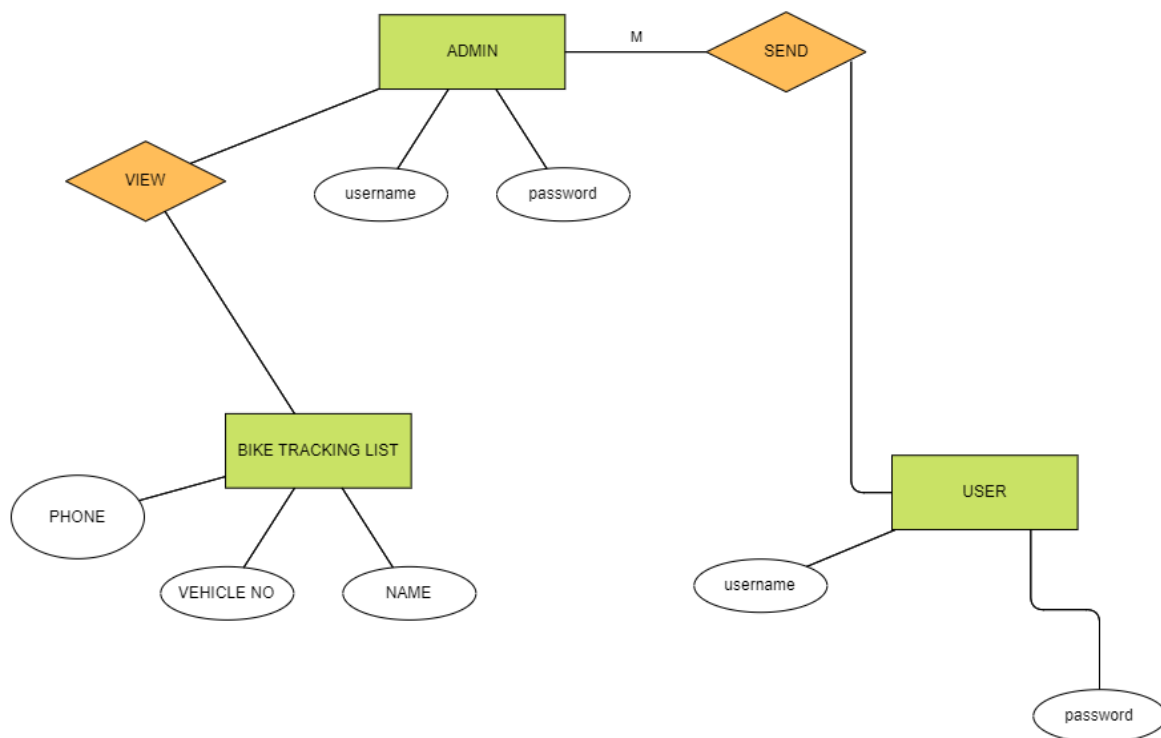 ADMIN
M
SEND
VIEW
username
password
BIKE TRACKING LIST
PHONE
VEHICLE NO
NAME
USER
username
password